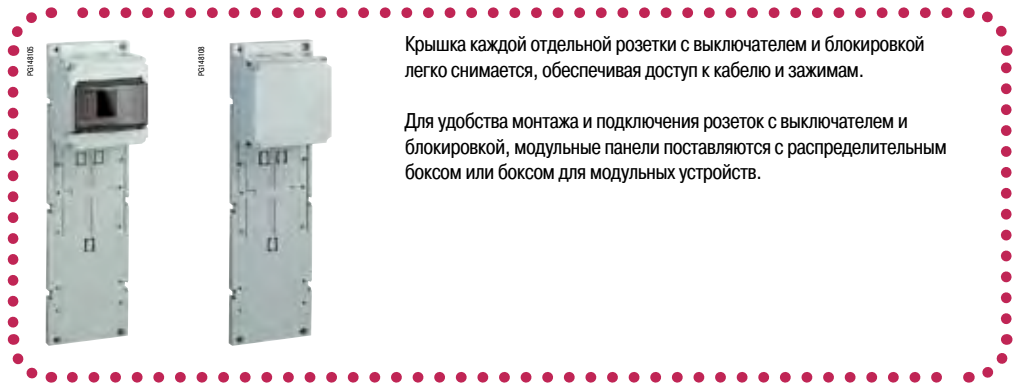 PG148105
PG148108
Крышка каждой отдельной розетки с выключателем и блокировкой
легко снимается, обеспечивая доступ к кабелю и зажимам.
Для удобства монтажа и подключения розеток с выключателем и
блокировкой, модульные панели поставляются с распределительным
боксом или боксом для модульных устройств.